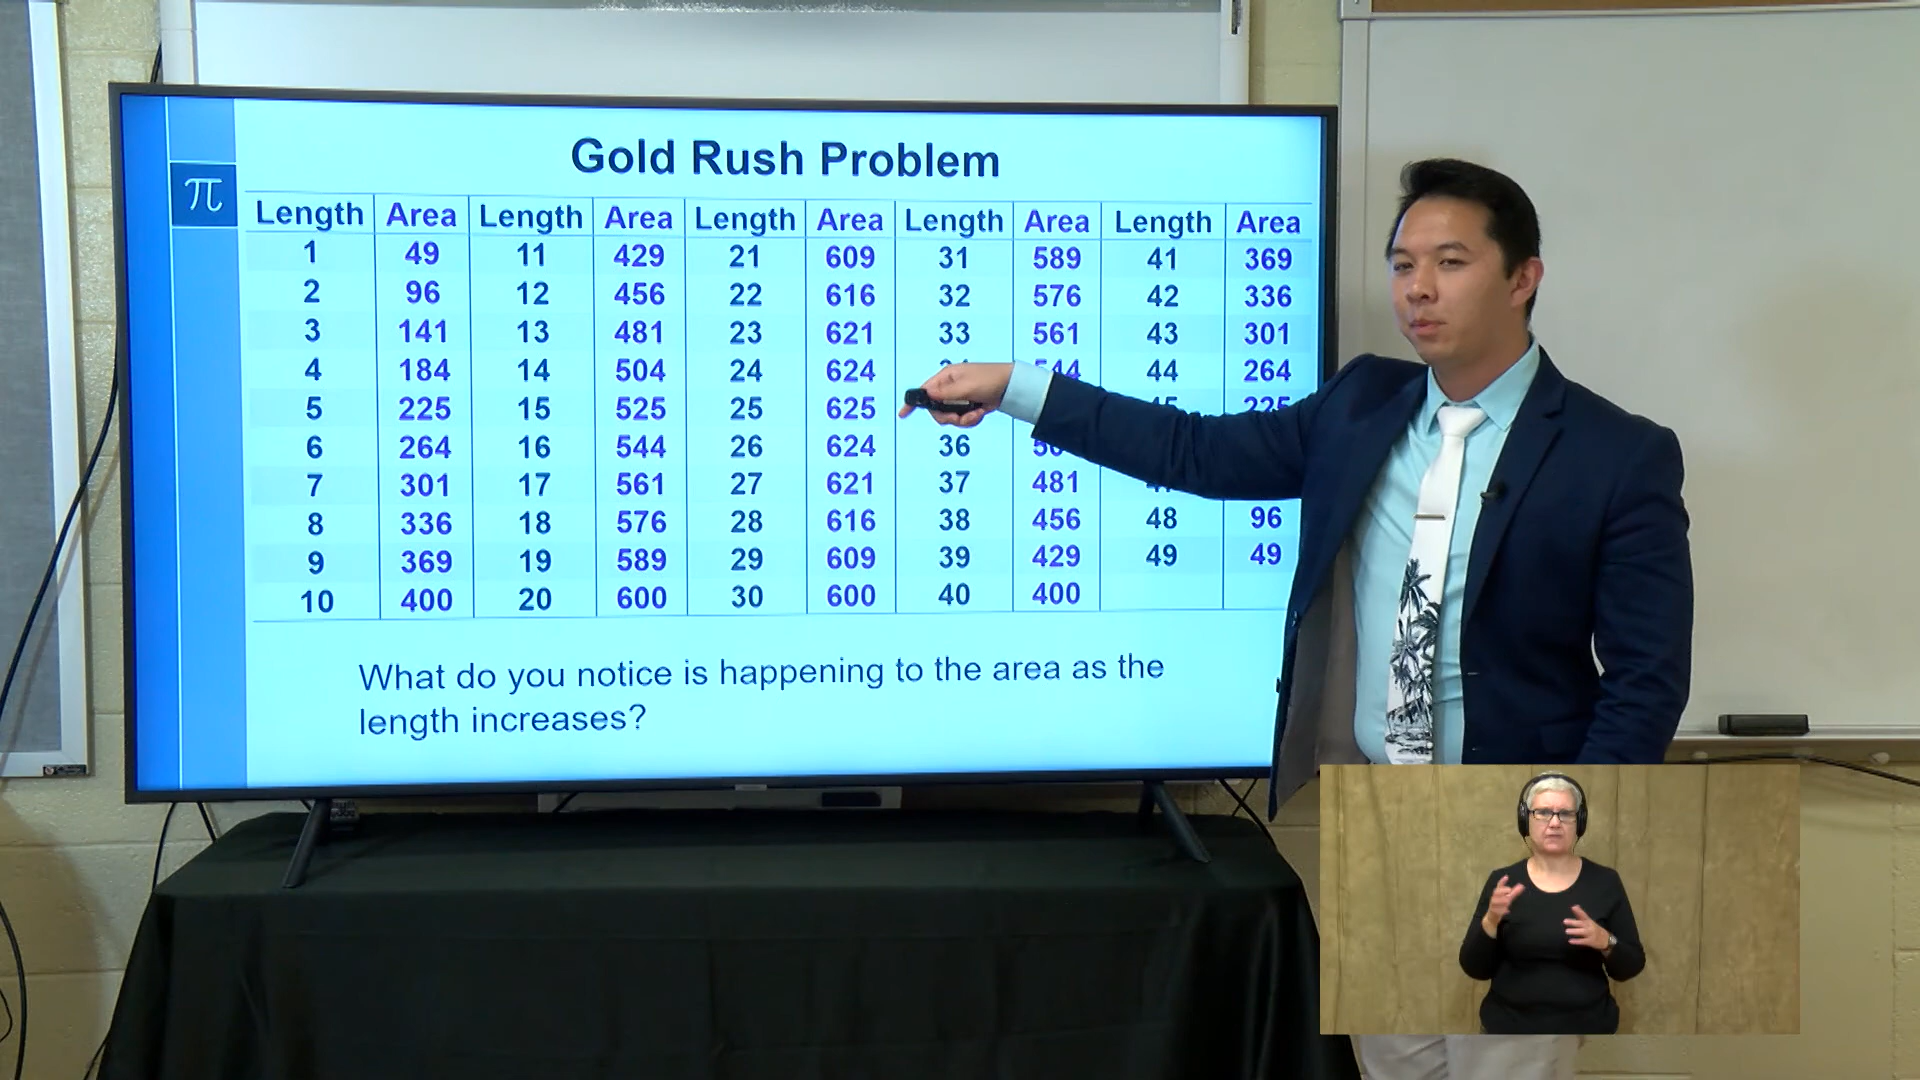 Gold Rush Problem
π
Length Area Length Area Length Area Length Area Length Area
1 49 11 429 21 609 31 589 41 369
2 96 12 456 22 616 32 576 42 336
3 141 13 481 23 621 33 561 43 301
4 184 14 504 24 624 544 44 264
5 225 15 525 25 625 225
6 264 16 544 26 624 36
7 301 17 561 27 621 37 481
8 336 18 576 28 616 38 456 48 96
9 369 19 589 29 609 39 429 49 49
10 400 20 600 30 600 40 400
What do you notice is happening to the area as the
length increases?